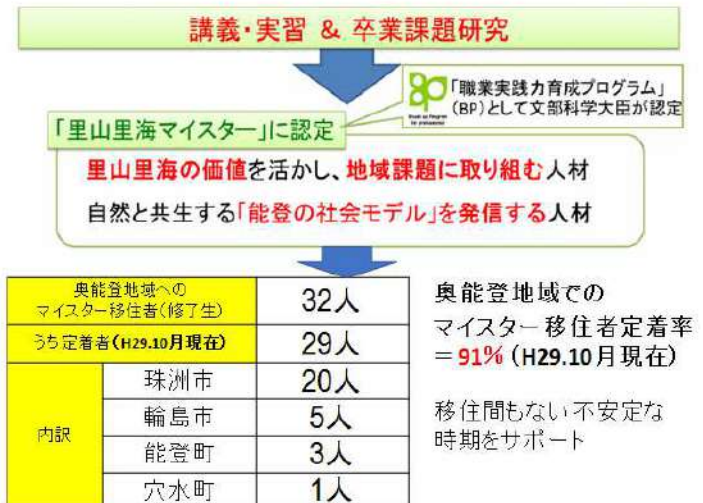 講義・実習 & 卒業課題研究
「職業実践力育成プログラム」
(BP)として文部科学大臣が認定
「里山里海マイスター」に認定
里山里海の価値を活かし、地域課題に取り組む人材
自然と共生する「能登の社会モデル」を発信する人材
奥能登地域への
マイスター移住者(修了生)
32人
うち定着者(H29.10月現在)
29人
内訳
珠洲市
20人
輪島市
5人
能登町
3人
穴水町
1人
奥能登地域での
マイスター移住者定着率
=91%(H29.10月現在)
移住間もない不安定な
時期をサポート